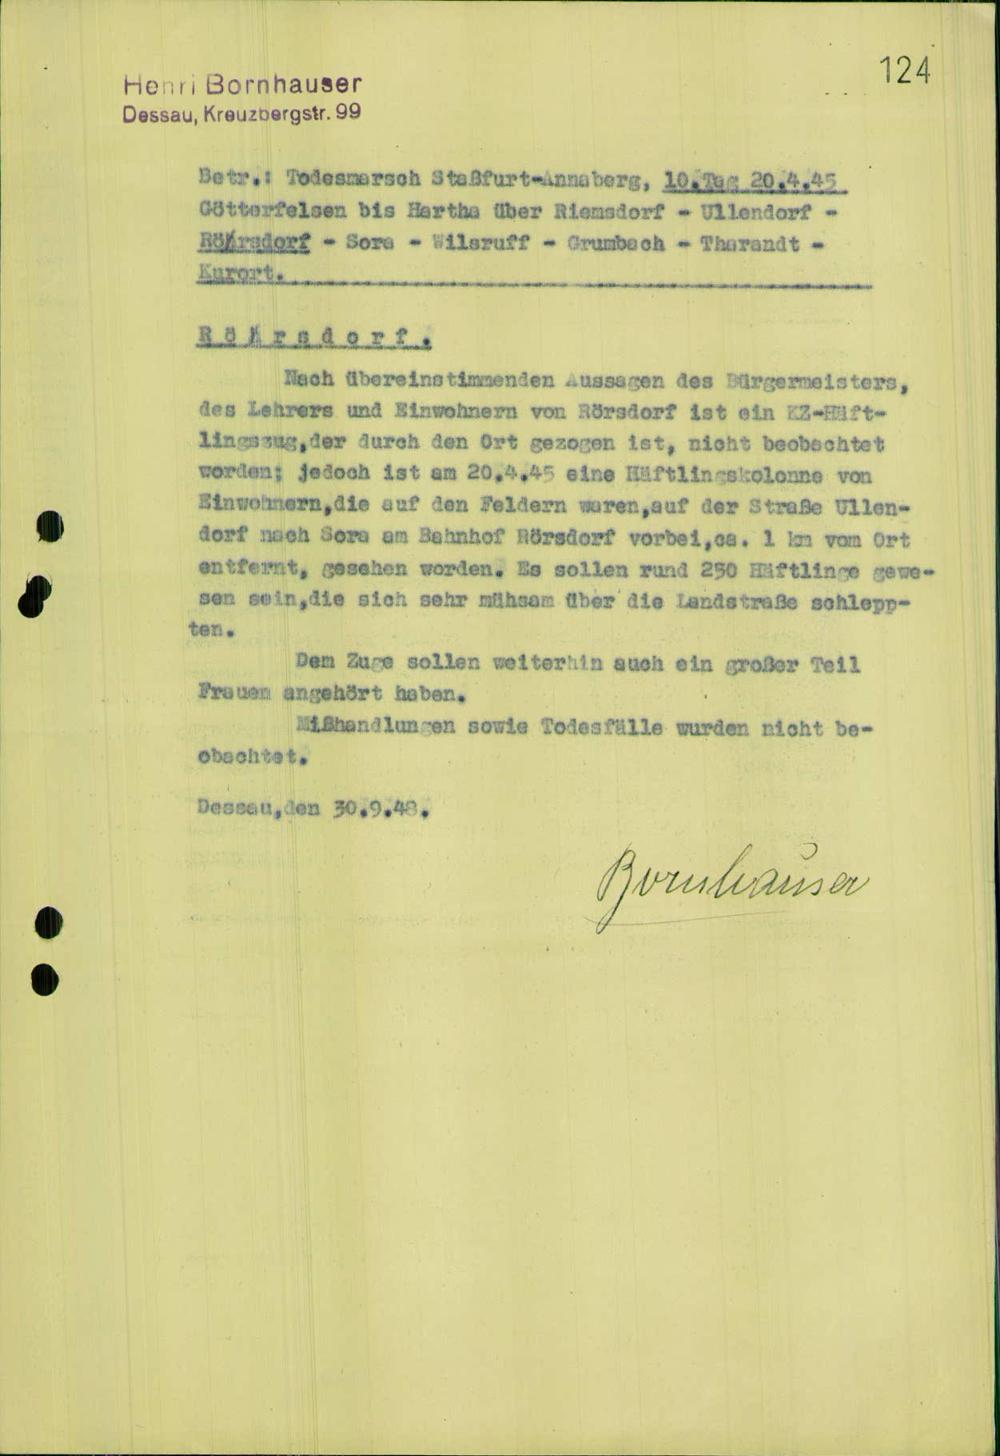 124
Henri Bornhauser
Dessau, Kreuzbergstr. 99
Betr.: Todesmarsch Staßfurt-Annaberg, 10.Tag 20.4.45
Götterfelsen bis Hartha über Riemsdorf - Ullendorf -
Röhrsdorf - Sora - Wilsruff - Grumbach - Tharandt -
Kurort.
Röhrsdorf.
Nach übereinstimmenden Aussagen des Bürgermeisters,
des Lehrers und Einwohnern von Rörsdorf ist ein KZ-Häft-
lingszug,der durch den Ort gezogen ist, nicht beobachtet
worden; jedoch ist am 20.4.45 eine Häftlingskolonne von
Einwohnern,die auf den Feldern waren,auf der Straße Ullen-
dorf nach Sora am Bahnhof Rörsdorf vorbei,ca. 1 km vom Ort
entfernt, gesehen worden. Es sollen rund 250 Häftlinge gewe-
sen sein,die sich sehr mühsam über die Landstraße schlepp-
ten.
Dem Zuge sollen weiterhin auch ein großer Teil
Frauen angehört haben.
Mißhandlungen sowie Todesfälle wurden nicht be-
obachtet.
Dessau,den 30.9.48.
Bornhauser